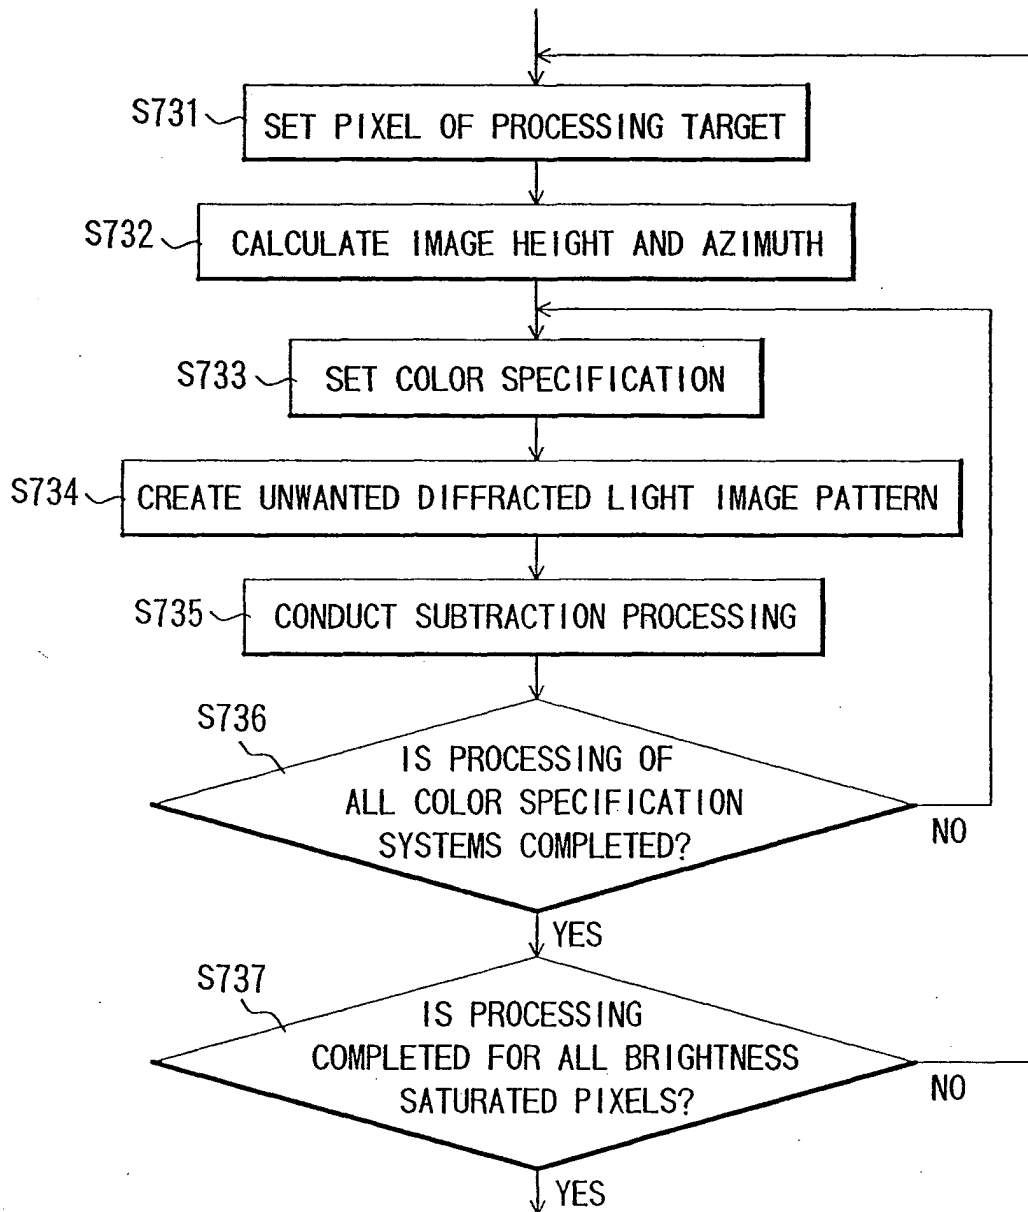 S731
SET PIXEL OF PROCESSING TARGET
S732
CALCULATE IMAGE HEIGHT AND AZIMUTH
S733
SET COLOR SPECIFICATION
S734
CREATE UNWANTED DIFFRACTED LIGHT IMAGE PATTERN
S735
CONDUCT SUBTRACTION PROCESSING
S736
IS PROCESSING OF
ALL COLOR SPECIFICATION
SYSTEMS COMPLETED?
NO
YES
S737
IS PROCESSING
COMPLETED FOR ALL BRIGHTNESS
SATURATED PIXELS?
NO
YES